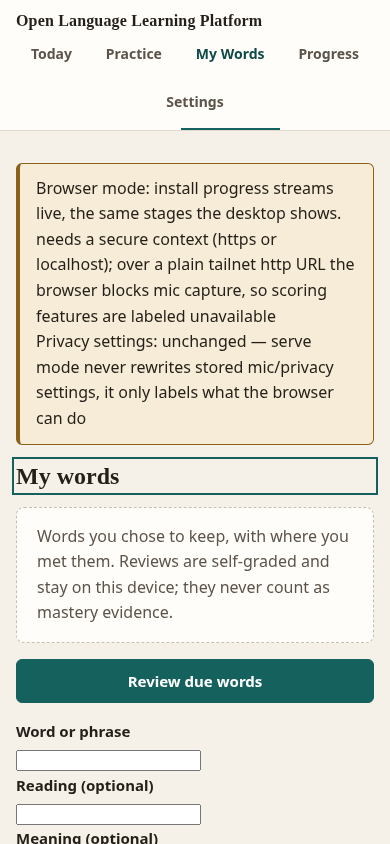 Open Language Learning Platform
Today Practice My Words Progress
Settings
Browser mode: install progress streams
live, the same stages the desktop shows.
needs a secure context (https or
localhost); over a plain tailnet http URL the
browser blocks mic capture, so scoring
features are labeled unavailable
Privacy settings: unchanged — serve
mode never rewrites stored mic/privacy
settings, it only labels what the browser
can do
My words
Words you chose to keep, with where you
met them. Reviews are self-graded and
stay on this device; they never count as
mastery evidence.
Review due words
Word or phrase
Reading (optional)
Meaning (optional)